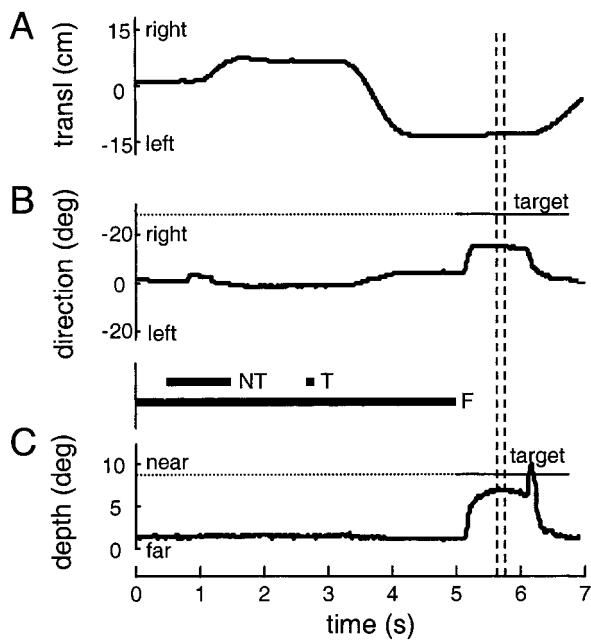 A
transl (cm)
15
right
0
-15
left
B
direction (deg)
target
-20
right
0
-20
left
NT
T
F
C
depth (deg)
10
near
target
5
0
far
0 1 2 3 4 5 6 7
time (s)